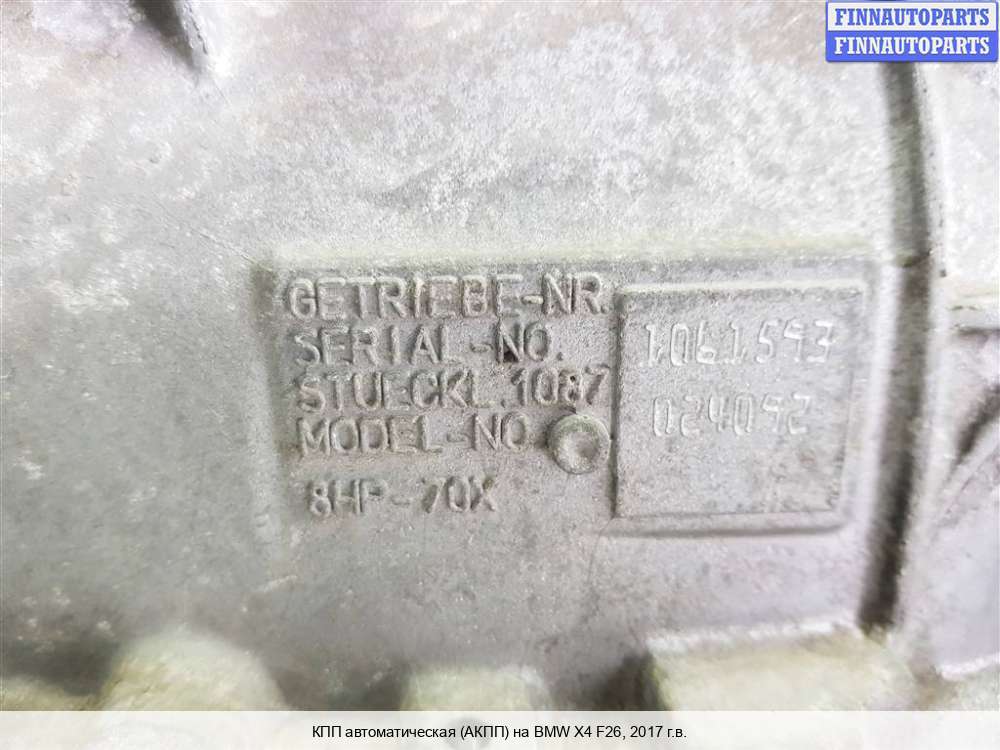 FINNAUTOPARTS
FINNAUTOPARTS
GETRIEBE-NR.
SERIAL-NO. 1061593
STUECKL.1087
MODEL-NO. 024092
8HP-70X
КПП автоматическая (АКПП) на BMW X4 F26, 2017 г.в.